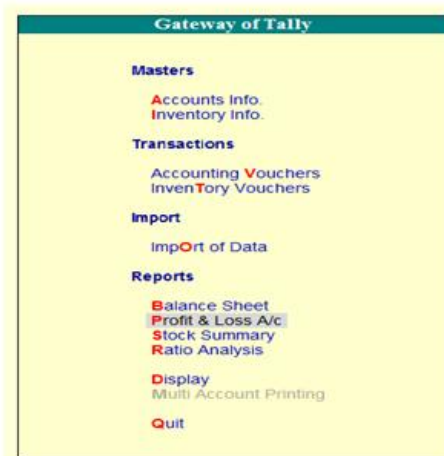 Gateway of Tally
Masters
Accounts Info.
Inventory Info.
Transactions
Accounting Vouchers
InvenTory Vouchers
Import
ImpOrt of Data
Reports
Balance Sheet
Profit & Loss A/c
Stock Summary
Ratio Analysis
Display
Multi Account Printing
Quit